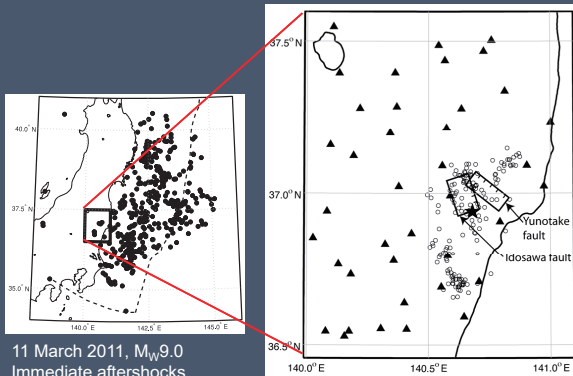 37.5°N
37.0°N
36.5°N
140.0°E
140.5°E
141.0°E
Yunotake
fault
Idosawa fault
40.0°N
37.5°N
35.0°N
140.0°E
142.5°E
145.0°E
11 March 2011, MW9.0
Immediate aftershocks